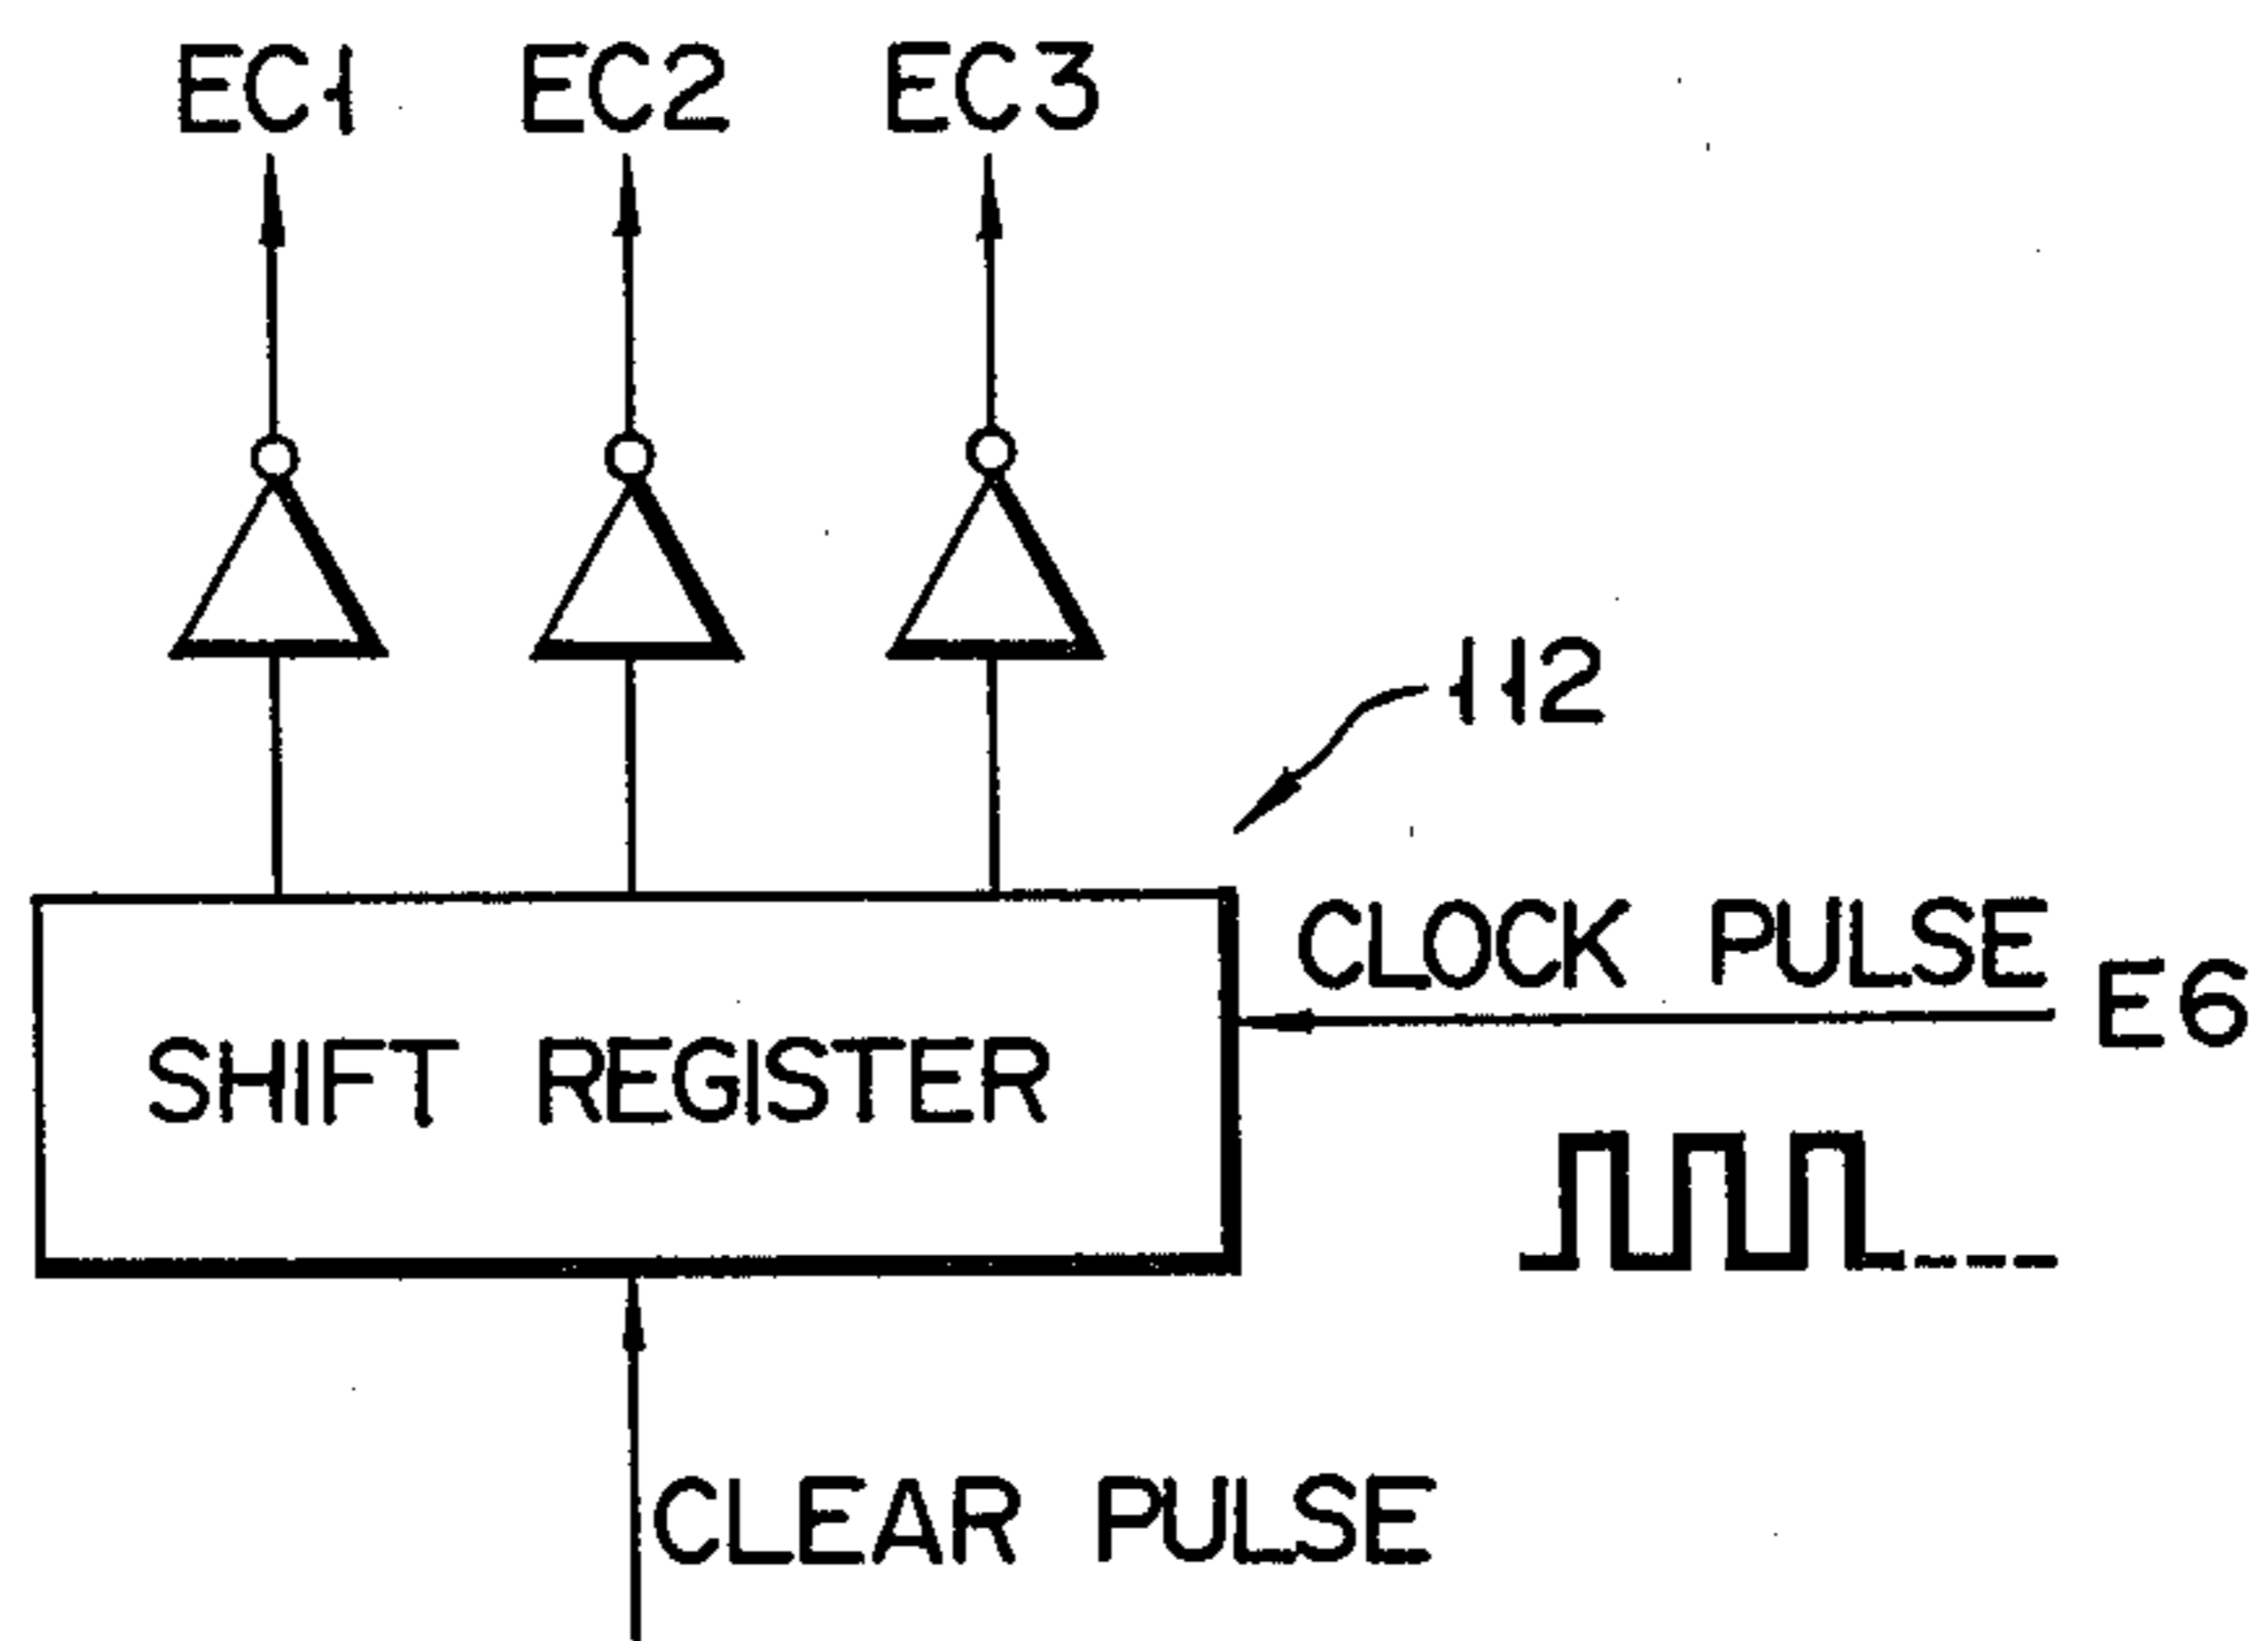 EC1 EC2 EC3
112
CLOCK PULSE
E6
SHIFT REGISTER
CLEAR PULSE